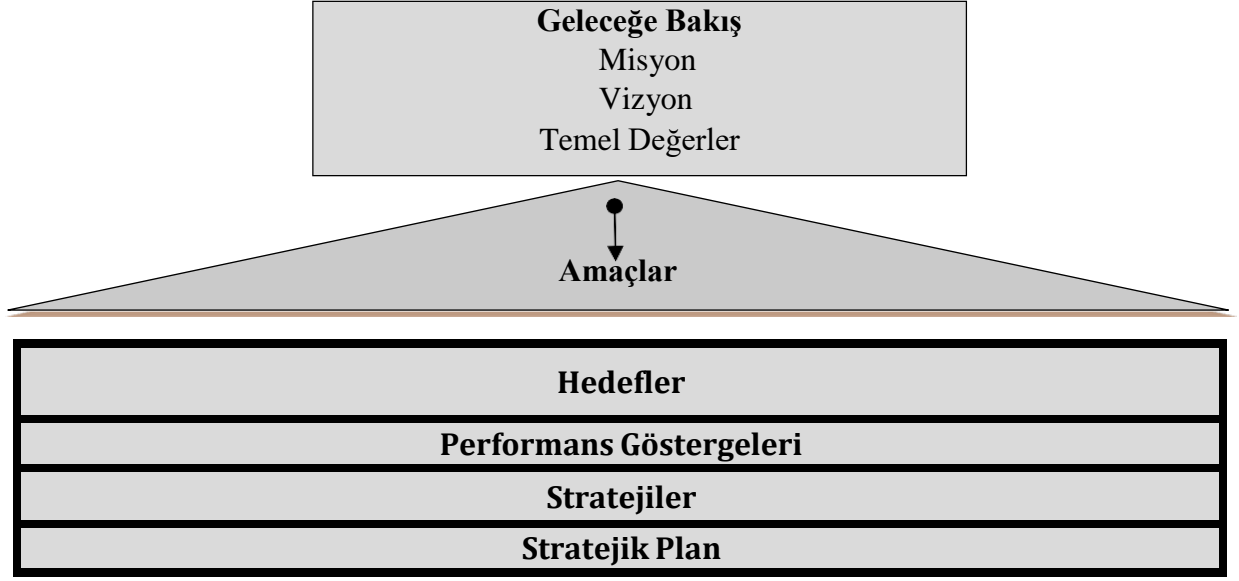 Geleceğe Bakış
Misyon
Vizyon
Temel Değerler
Amaçlar
Hedefler
Performans Göstergeleri
Stratejiler
Stratejik Plan